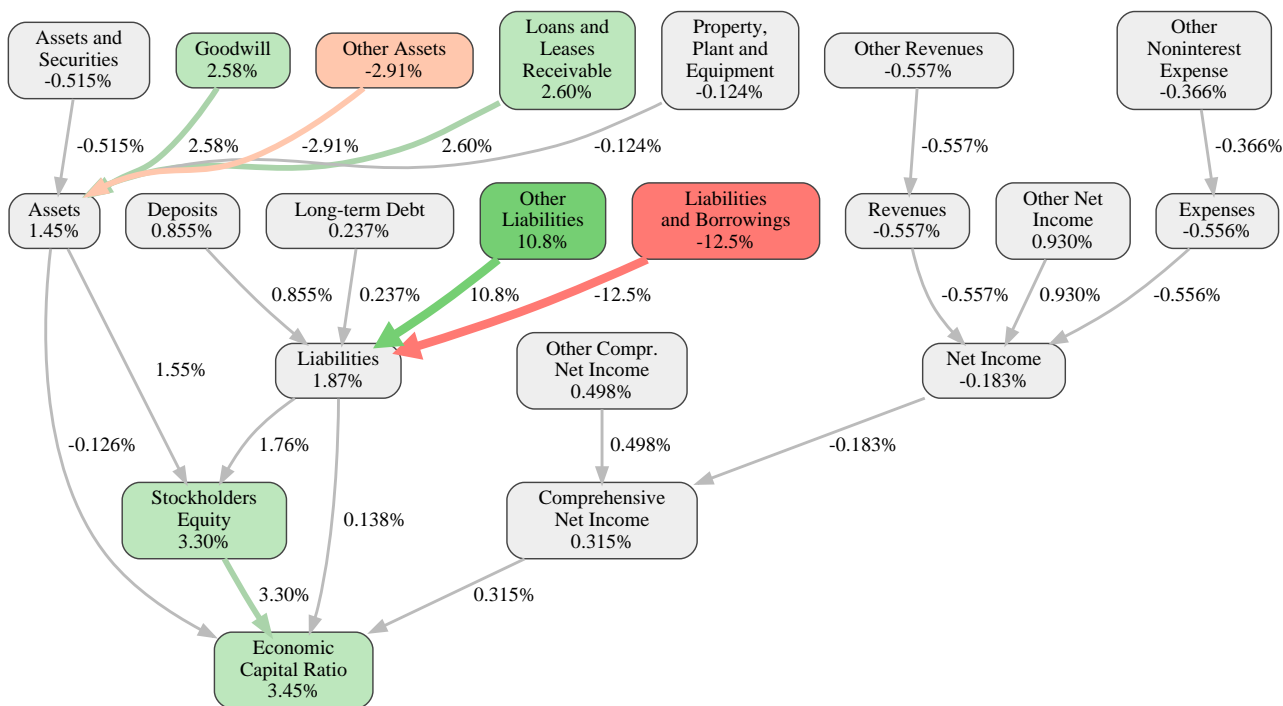 Assets and
Securities
-0.515%
Goodwill
2.58%
Other Assets
-2.91%
Loans and
Leases
Receivable
2.60%
Property,
Plant and
Equipment
-0.124%
Other Revenues
-0.557%
Other
Noninterest
Expense
-0.366%
-0.515%
2.58%
-2.91%
2.60%
-0.124%
-0.557%
-0.366%
Assets
1.45%
Deposits
0.855%
Long-term Debt
0.237%
Other
Liabilities
10.8%
Liabilities
and Borrowings
-12.5%
Revenues
-0.557%
Other Net
Income
0.930%
Expenses
-0.556%
0.855%
0.237%
10.8%
-12.5%
-0.557%
0.930%
-0.556%
Liabilities
1.87%
Other Compr.
Net Income
0.498%
Net Income
-0.183%
1.55%
-0.126%
1.76%
0.498%
-0.183%
Stockholders
Equity
3.30%
0.138%
Comprehensive
Net Income
0.315%
3.30%
0.315%
Economic
Capital Ratio
3.45%